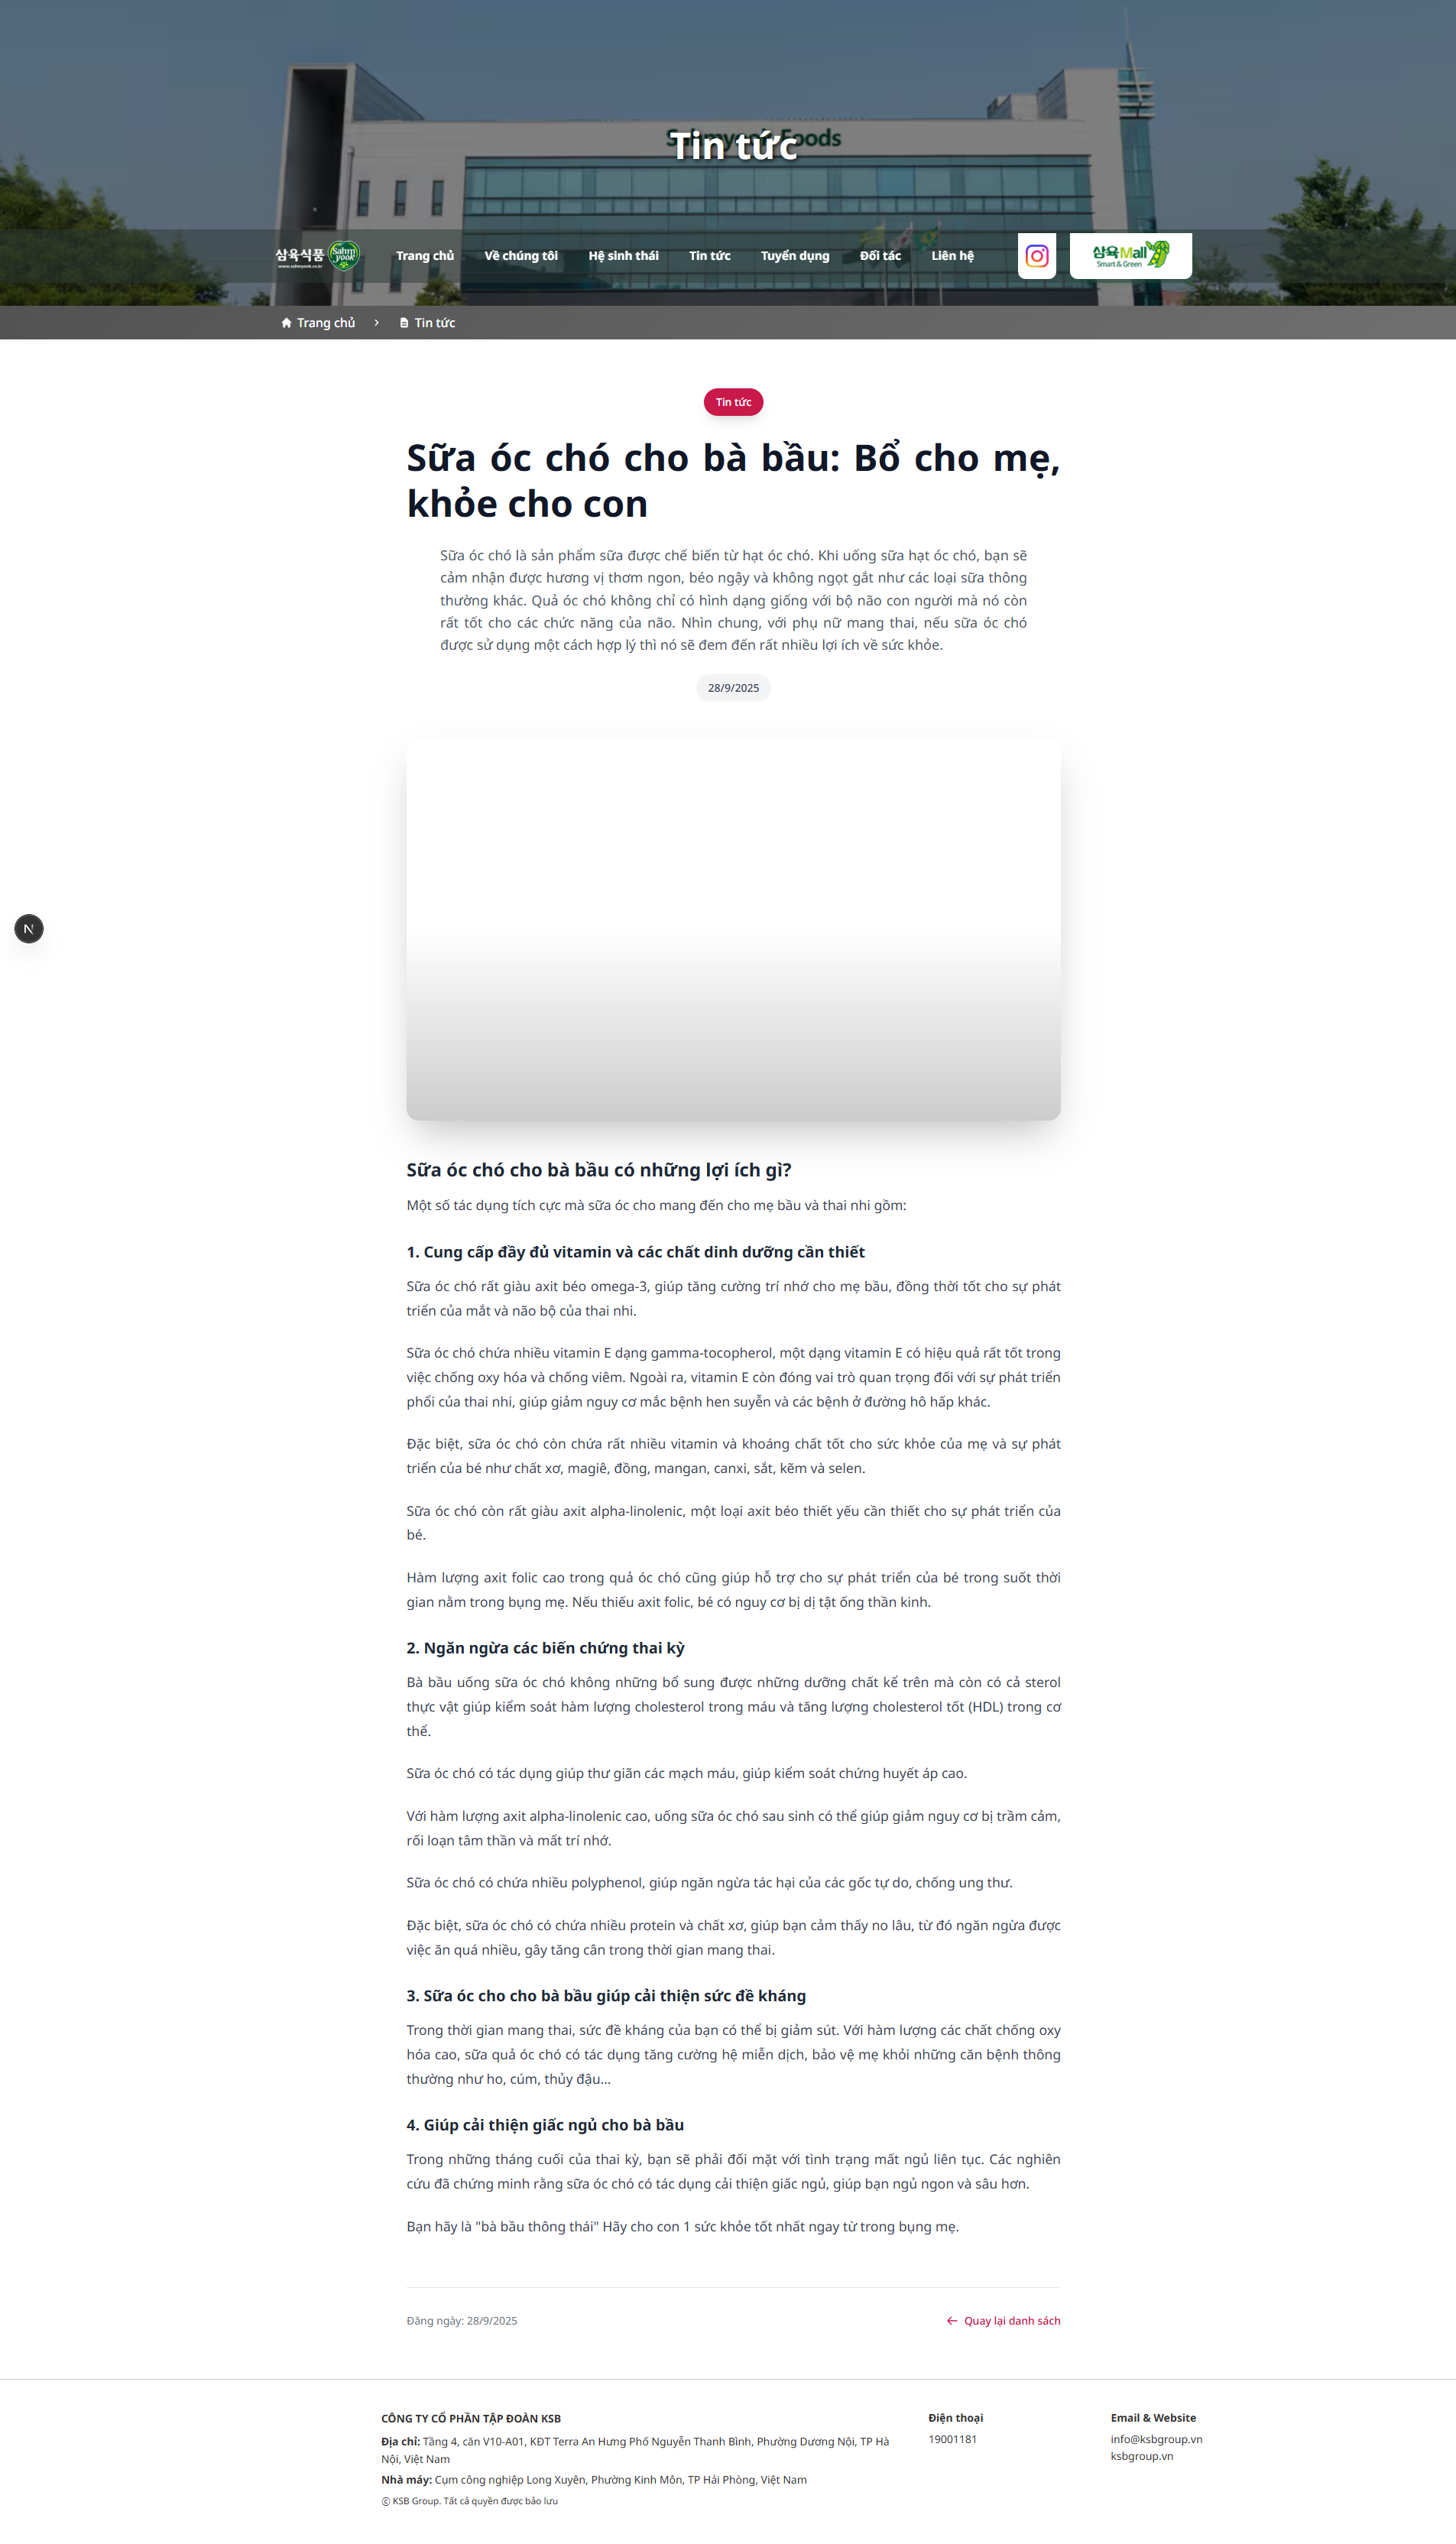 Sahmyook Foods
Tin tức
삼육식품
www.sahmyook.co.kr
Sahm yook
Trang chủ
Về chúng tôi
Hệ sinh thái
Tin tức
Tuyển dụng
Đối tác
Liên hệ
삼육Mall
Smart & Green
Trang chủ
Tin tức
Tin tức
Sữa óc chó cho bà bầu: Bổ cho mẹ,
khỏe cho con
Sữa óc chó là sản phẩm sữa được chế biến từ hạt óc chó. Khi uống sữa hạt óc chó, bạn sẽ
cảm nhận được hương vị thơm ngon, béo ngậy và không ngọt gắt như các loại sữa thông
thường khác. Quả óc chó không chỉ có hình dạng giống với bộ não con người mà nó còn
rất tốt cho các chức năng của não. Nhìn chung, với phụ nữ mang thai, nếu sữa óc chó
được sử dụng một cách hợp lý thì nó sẽ đem đến rất nhiều lợi ích về sức khỏe.
28/9/2025
N
Sữa óc chó cho bà bầu có những lợi ích gì?
Một số tác dụng tích cực mà sữa óc cho mang đến cho mẹ bầu và thai nhi gồm:
1. Cung cấp đầy đủ vitamin và các chất dinh dưỡng cần thiết
Sữa óc chó rất giàu axit béo omega-3, giúp tăng cường trí nhớ cho mẹ bầu, đồng thời tốt cho sự phát
triển của mắt và não bộ của thai nhi.
Sữa óc chó chứa nhiều vitamin E dạng gamma-tocopherol, một dạng vitamin E có hiệu quả rất tốt trong
việc chống oxy hóa và chống viêm. Ngoài ra, vitamin E còn đóng vai trò quan trọng đối với sự phát triển
phổi của thai nhi, giúp giảm nguy cơ mắc bệnh hen suyễn và các bệnh ở đường hô hấp khác.
Đặc biệt, sữa óc chó còn chứa rất nhiều vitamin và khoáng chất tốt cho sức khỏe của mẹ và sự phát
triển của bé như chất xơ, magiê, đồng, mangan, canxi, sắt, kẽm và selen.
Sữa óc chó còn rất giàu axit alpha-linolenic, một loại axit béo thiết yếu cần thiết cho sự phát triển của
bé.
Hàm lượng axit folic cao trong quả óc chó cũng giúp hỗ trợ cho sự phát triển của bé trong suốt thời
gian nằm trong bụng mẹ. Nếu thiếu axit folic, bé có nguy cơ bị dị tật ống thần kinh.
2. Ngăn ngừa các biến chứng thai kỳ
Bà bầu uống sữa óc chó không những bổ sung được những dưỡng chất kể trên mà còn có cả sterol
thực vật giúp kiểm soát hàm lượng cholesterol trong máu và tăng lượng cholesterol tốt (HDL) trong cơ
thể.
Sữa óc chó có tác dụng giúp thư giãn các mạch máu, giúp kiểm soát chứng huyết áp cao.
Với hàm lượng axit alpha-linolenic cao, uống sữa óc chó sau sinh có thể giúp giảm nguy cơ bị trầm cảm,
rối loạn tâm thần và mất trí nhớ.
Sữa óc chó có chứa nhiều polyphenol, giúp ngăn ngừa tác hại của các gốc tự do, chống ung thư.
Đặc biệt, sữa óc chó có chứa nhiều protein và chất xơ, giúp bạn cảm thấy no lâu, từ đó ngăn ngừa được
việc ăn quá nhiều, gây tăng cân trong thời gian mang thai.
3. Sữa óc cho cho bà bầu giúp cải thiện sức đề kháng
Trong thời gian mang thai, sức đề kháng của bạn có thể bị giảm sút. Với hàm lượng các chất chống oxy
hóa cao, sữa quả óc chó có tác dụng tăng cường hệ miễn dịch, bảo vệ mẹ khỏi những căn bệnh thông
thường như ho, cúm, thủy đậu...
4. Giúp cải thiện giấc ngủ cho bà bầu
Trong những tháng cuối của thai kỳ, bạn sẽ phải đối mặt với tình trạng mất ngủ liên tục. Các nghiên
cứu đã chứng minh rằng sữa óc chó có tác dụng cải thiện giấc ngủ, giúp bạn ngủ ngon và sâu hơn.
Bạn hãy là "bà bầu thông thái" Hãy cho con 1 sức khỏe tốt nhất ngay từ trong bụng mẹ.
Đăng ngày: 28/9/2025
Quay lại danh sách
CÔNG TY CỔ PHẦN TẬP ĐOÀN KSB
Địa chỉ: Tầng 4, căn V10-A01, KĐT Terra An Hưng Phố Nguyễn Thanh Bình, Phường Dương Nội, TP Hà
Nội, Việt Nam
Nhà máy: Cụm công nghiệp Long Xuyên, Phường Kinh Môn, TP Hải Phòng, Việt Nam
© KSB Group. Tất cả quyền được bảo lưu
Điện thoại
19001181
Email & Website
info@ksbgroup.vn
ksbgroup.vn